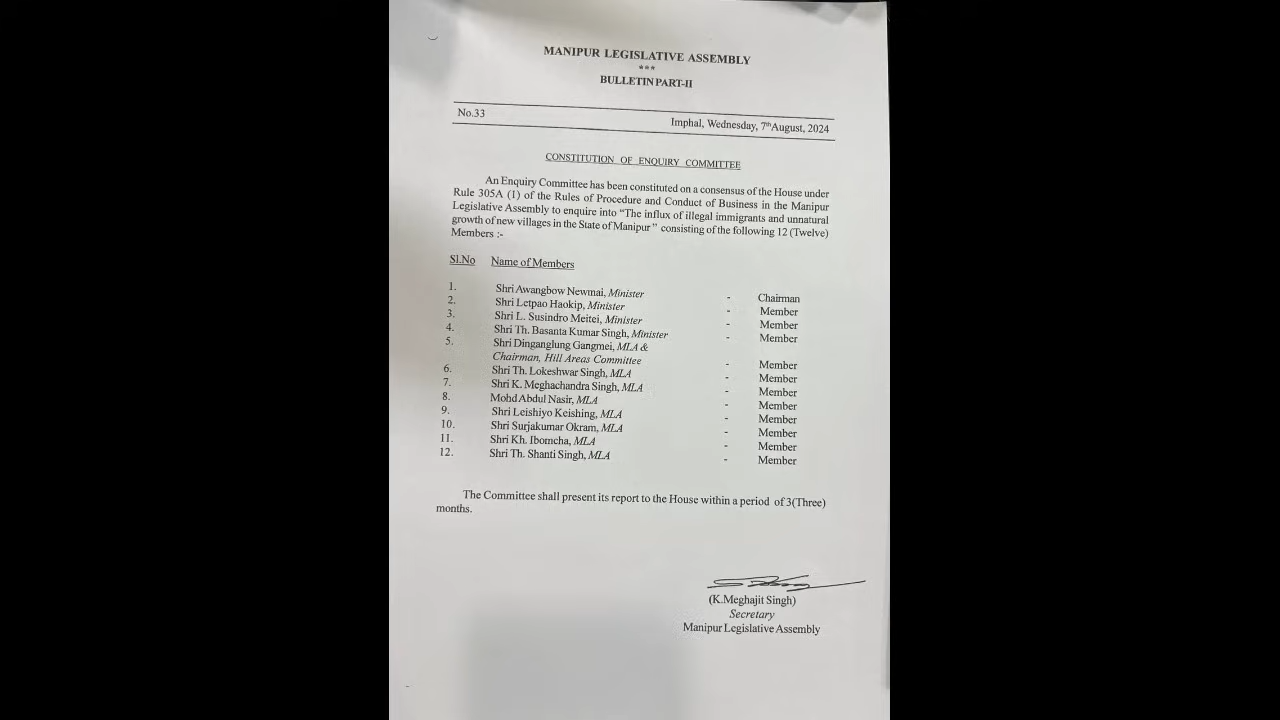 MANIPUR LEGISLATIVE ASSEMBLY
***
BULLETIN PART-II
No.33 Imphal, Wednesday, 7th August, 2024
CONSTITUTION OF ENQUIRY COMMITTEE
An Enquiry Committee has been constituted on a consensus of the House under
Rule 305A (1) of the Rules of Procedure and Conduct of Business in the Manipur
Legislative Assembly to enquire into “The influx of illegal immigrants and unnatural
growth of new villages in the State of Manipur” consisting of the following 12 (Twelve)
Members :-
Sl.No Name of Members
1. Shri Awangbow Newmai, Minister - Chairman
2. Shri Letpao Haokip, Minister - Member
3. Shri L. Susindro Meitei, Minister - Member
4. Shri Th. Basanta Kumar Singh, Minister - Member
5. Shri Dinganglung Gangmei, MLA &
Chairman, Hill Areas Committee - Member
6. Shri Th. Lokeshwar Singh, MLA - Member
7. Shri K. Meghachandra Singh, MLA - Member
8. Mohd Abdul Nasir, MLA - Member
9. Shri Leishiyo Keishing, MLA - Member
10. Shri Surjakumar Okram, MLA - Member
11. Shri Kh. Ibomcha, MLA - Member
12. Shri Th. Shanti Singh, MLA - Member
The Committee shall present its report to the House within a period of 3(Three)
months.
(K.Meghajit Singh)
Secretary
Manipur Legislative Assembly